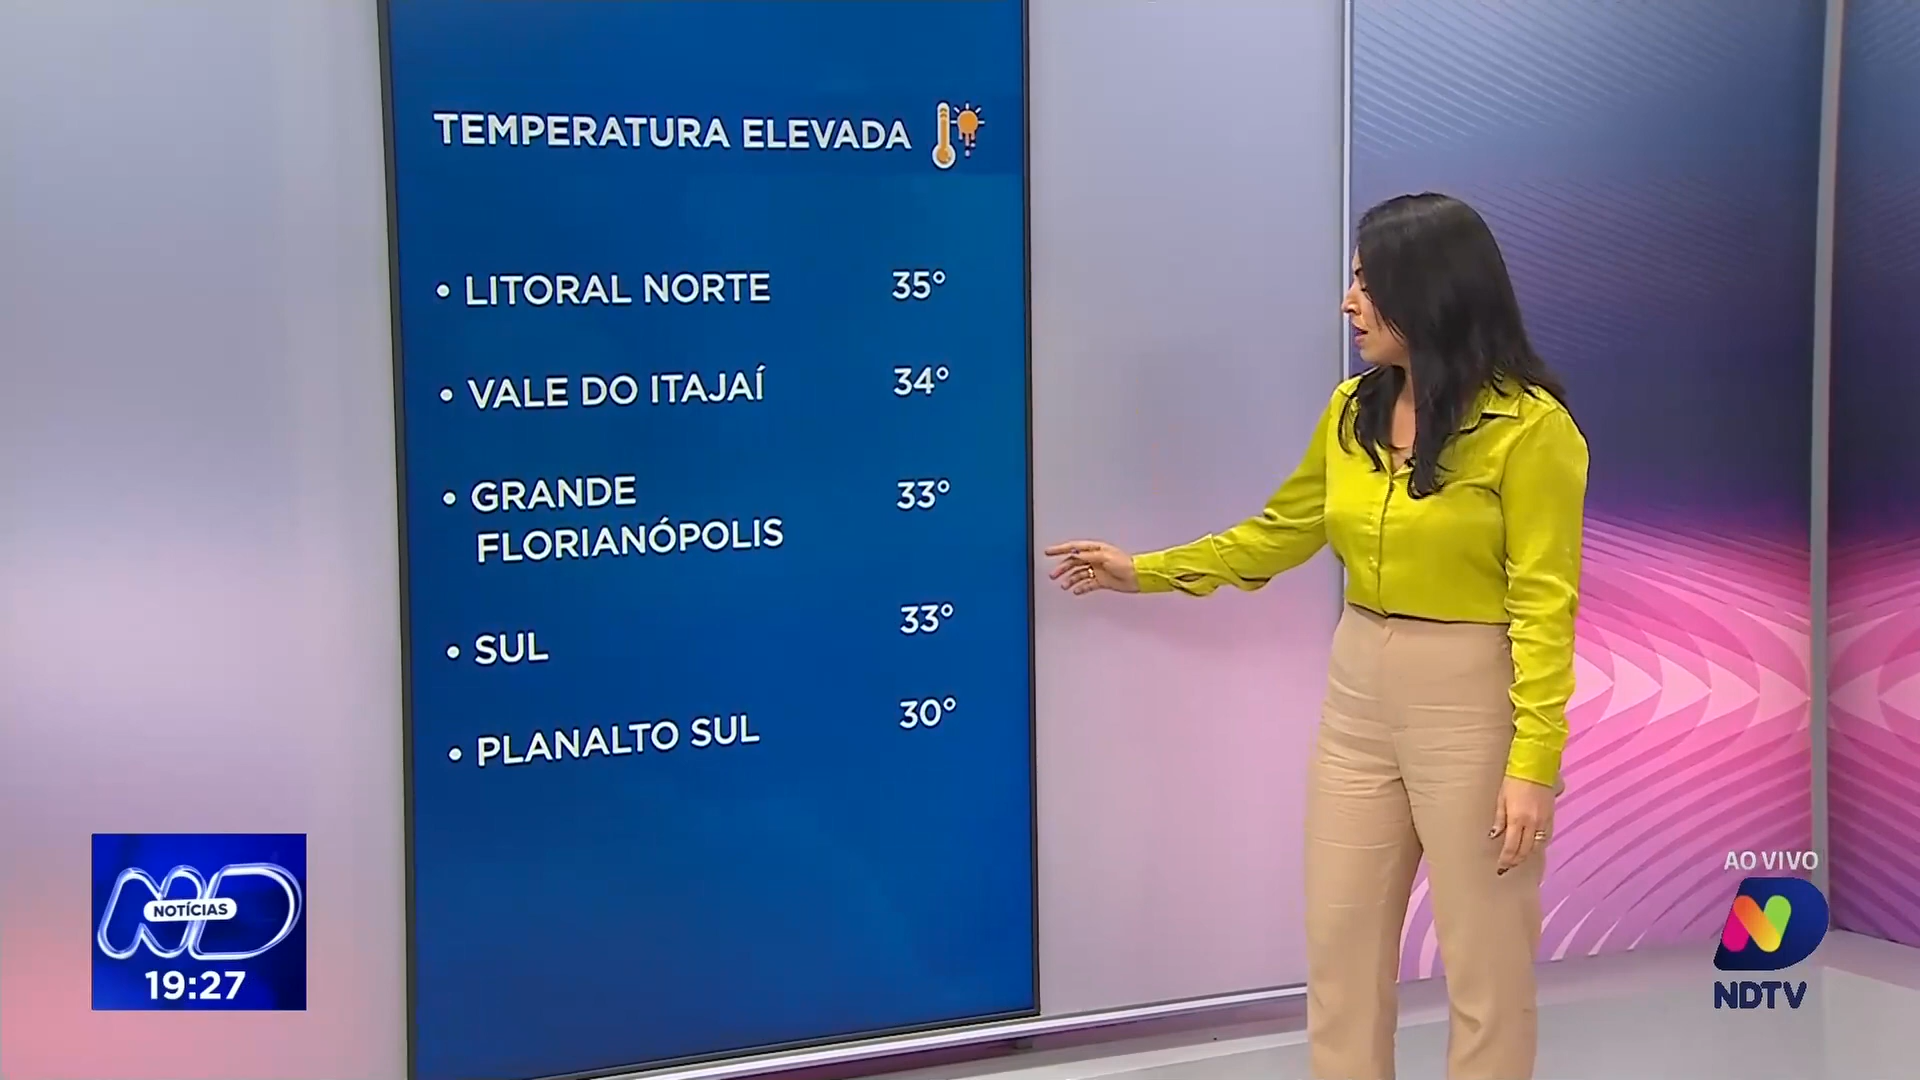 TEMPERATURA ELEVADA
• LITORAL NORTE 35°
• VALE DO ITAJAÍ 34°
• GRANDE 33°
FLORIANÓPOLIS
• SUL 33°
• PLANALTO SUL 30°
ND
NOTÍCIAS
19:27
AO VIVO
NDTV